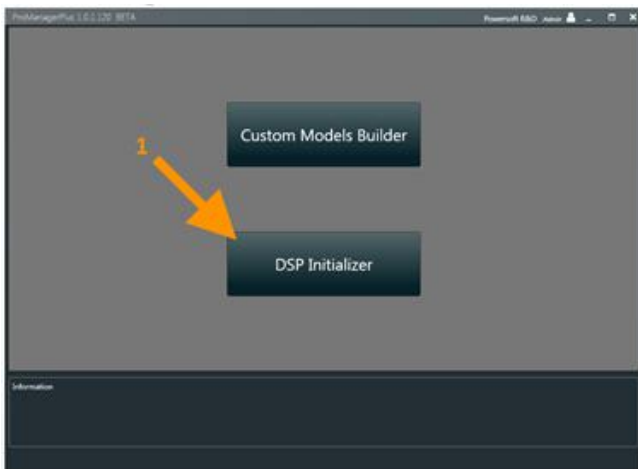 ProManagerPlus 1.0.1.120 BETA
Powersoft R&D Admin
Custom Models Builder
1
DSP Initializer
Information